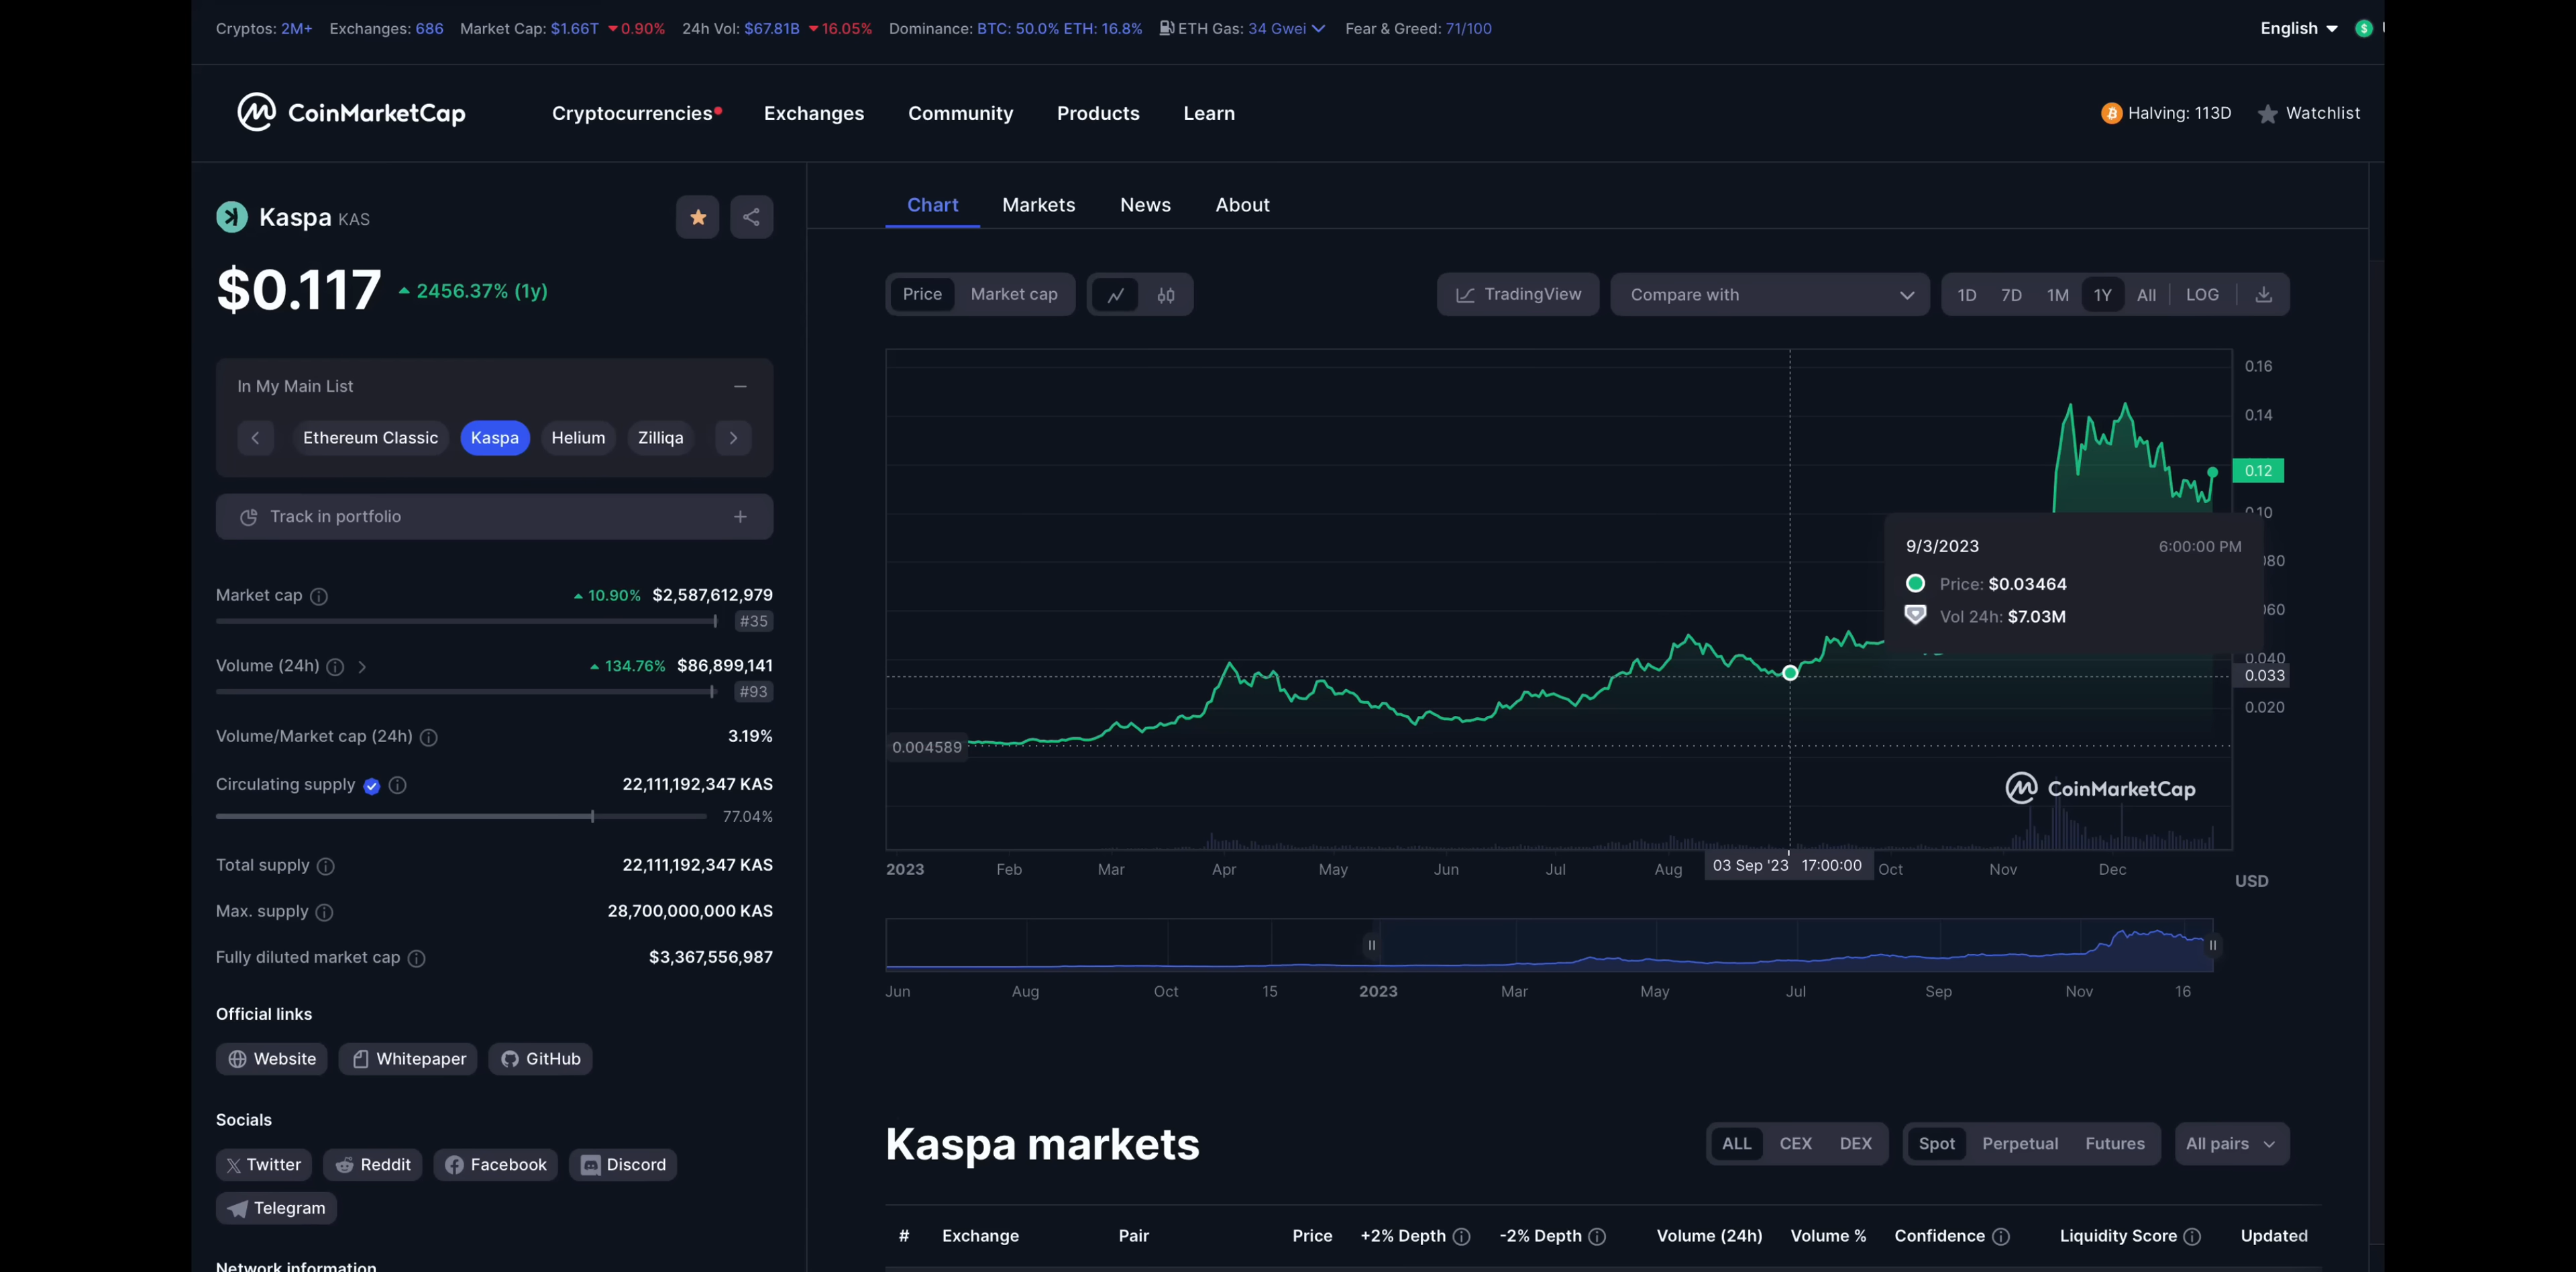 Cryptos: 2M+ Exchanges: 686 Market Cap: $1.66T 0.90% 24h Vol: $67.81B 16.05% Dominance: BTC: 50.0% ETH: 16.8% ETH Gas: 34 Gwei Fear & Greed: 71/100 English
CoinMarketCap Cryptocurrencies Exchanges Community Products Learn Halving: 113D Watchlist
Kaspa KAS
$0.117 2456.37% (1y)
In My Main List
Ethereum Classic Kaspa Helium Zilliqa
Track in portfolio
Market cap 10.90% $2,587,612,979
#35
Volume (24h) 134.76% $86,899,141
#93
Volume/Market cap (24h) 3.19%
Circulating supply 22,111,192,347 KAS
77.04%
Total supply 22,111,192,347 KAS
Max. supply 28,700,000,000 KAS
Fully diluted market cap $3,367,556,987
Official links
Website Whitepaper GitHub
Socials
Twitter Reddit Facebook Discord
Telegram
Network information
Chart Markets News About
Price Market cap TradingView Compare with 1D 7D 1M 1Y All LOG
0.16
0.14
0.12
0.10
9/3/2023 6:00:00 PM
Price: $0.03464
Vol 24h: $7.03M
0.040
0.033
0.020
0.004589
CoinMarketCap
2023 Feb Mar Apr May Jun Jul Aug 03 Sep '23 17:00:00 Oct Nov Dec
USD
Jun Aug Oct 15 2023 Mar May Jul Sep Nov 16
Kaspa markets ALL CEX DEX Spot Perpetual Futures All pairs
# Exchange Pair Price +2% Depth -2% Depth Volume (24h) Volume % Confidence Liquidity Score Updated